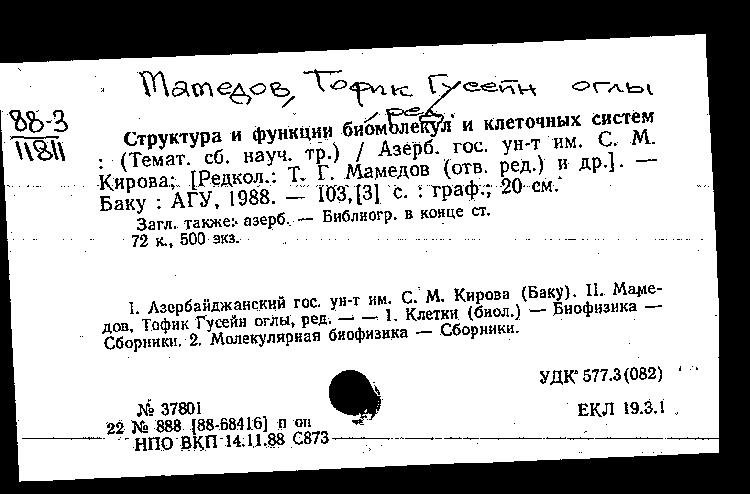 Мамедов, Тофик Гусейн оглы
ред.
88-3
11811
Структура и функции биомолекул и клеточных систем
: (Темат. сб. науч. тр.) / Азерб. гос. ун-т им. С. М.
Кирова; [Редкол.: Т. Г. Мамедов (отв. ред.) и др.]. —
Баку : АГУ, 1988. — 103,[3] с. : граф.; 20 см.
Загл. также: азерб. — Библиогр. в конце ст.
72 к., 500 экз.
I. Азербайджанский гос. ун-т им. С. М. Кирова (Баку). II. Маме-
дов, Тофик Гусейн оглы, ред. — — 1. Клетки (биол.) — Биофизика —
Сборники. 2. Молекулярная биофизика — Сборники.
УДК 577.3(082)
№ 37801
ЕКЛ 19.3.1
22 № 888 [88-68416] п оп
НПО ВКП 14.11.88 С873